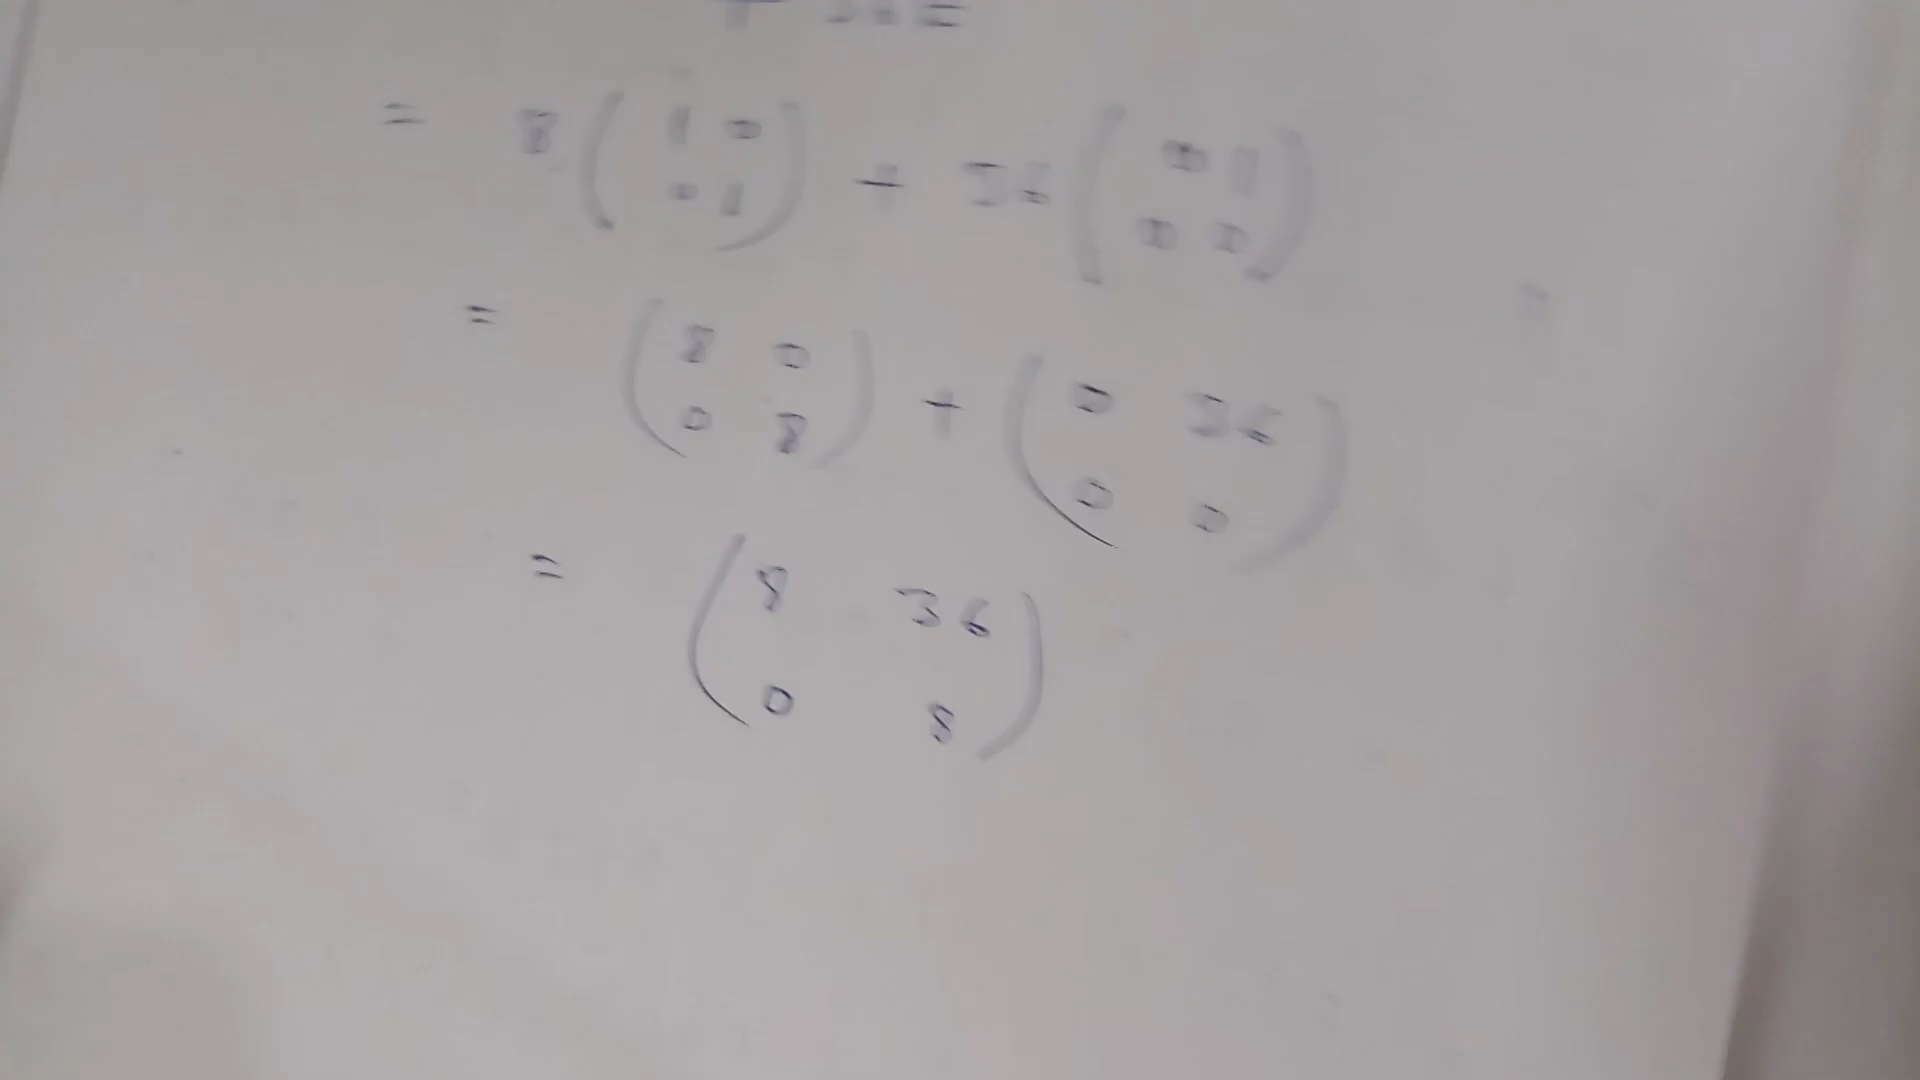 = 8 ( 1 0 ) + 36 ( 0 1 )
0 1 0 0
= ( 8 0 ) + ( 0 36 )
0 8 0 0
= ( 8 36 )
0 8